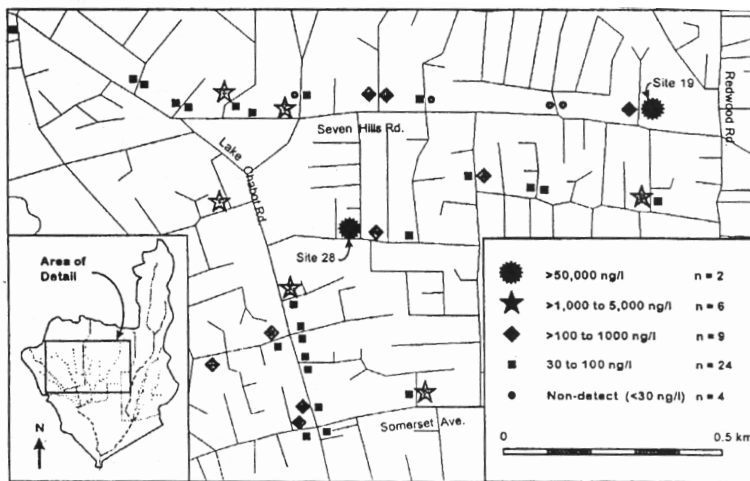 Site 19
Redwood Rd
Seven Hills Rd.
Lake Chabot Rd.
Site 28
Area of
Detail
N
>50,000 ng/l n = 2
>1,000 to 5,000 ng/l n = 6
>100 to 1000 ng/l n = 9
30 to 100 ng/l n = 24
Non-detect (<30 ng/l) n = 4
0 0.5 km
Somerset Ave.